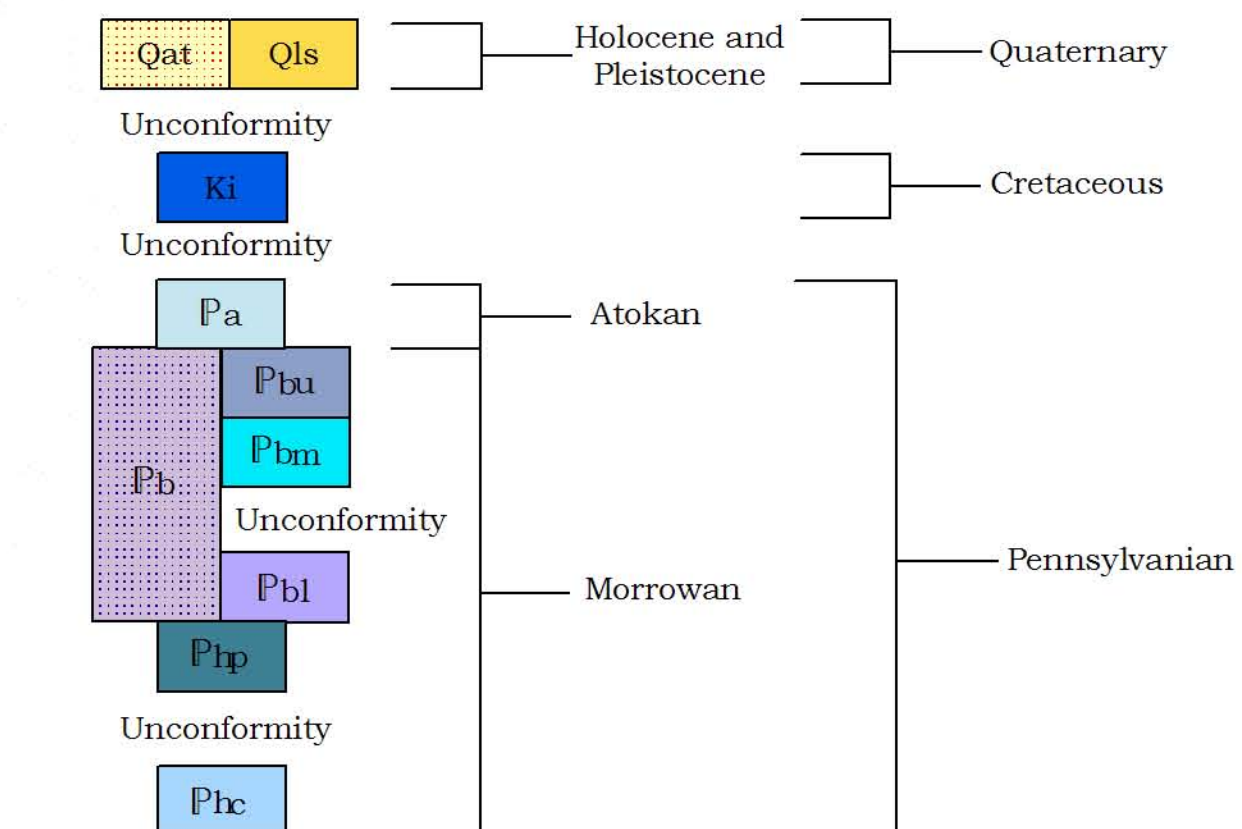 Qat Qls Holocene and Quaternary
Pleistocene
Unconformity
Ki Cretaceous
Unconformity
ℙa Atokan
ℙbu
ℙbm
ℙb
Unconformity
Pennsylvanian
ℙbl Morrowan
ℙhp
Unconformity
ℙhc